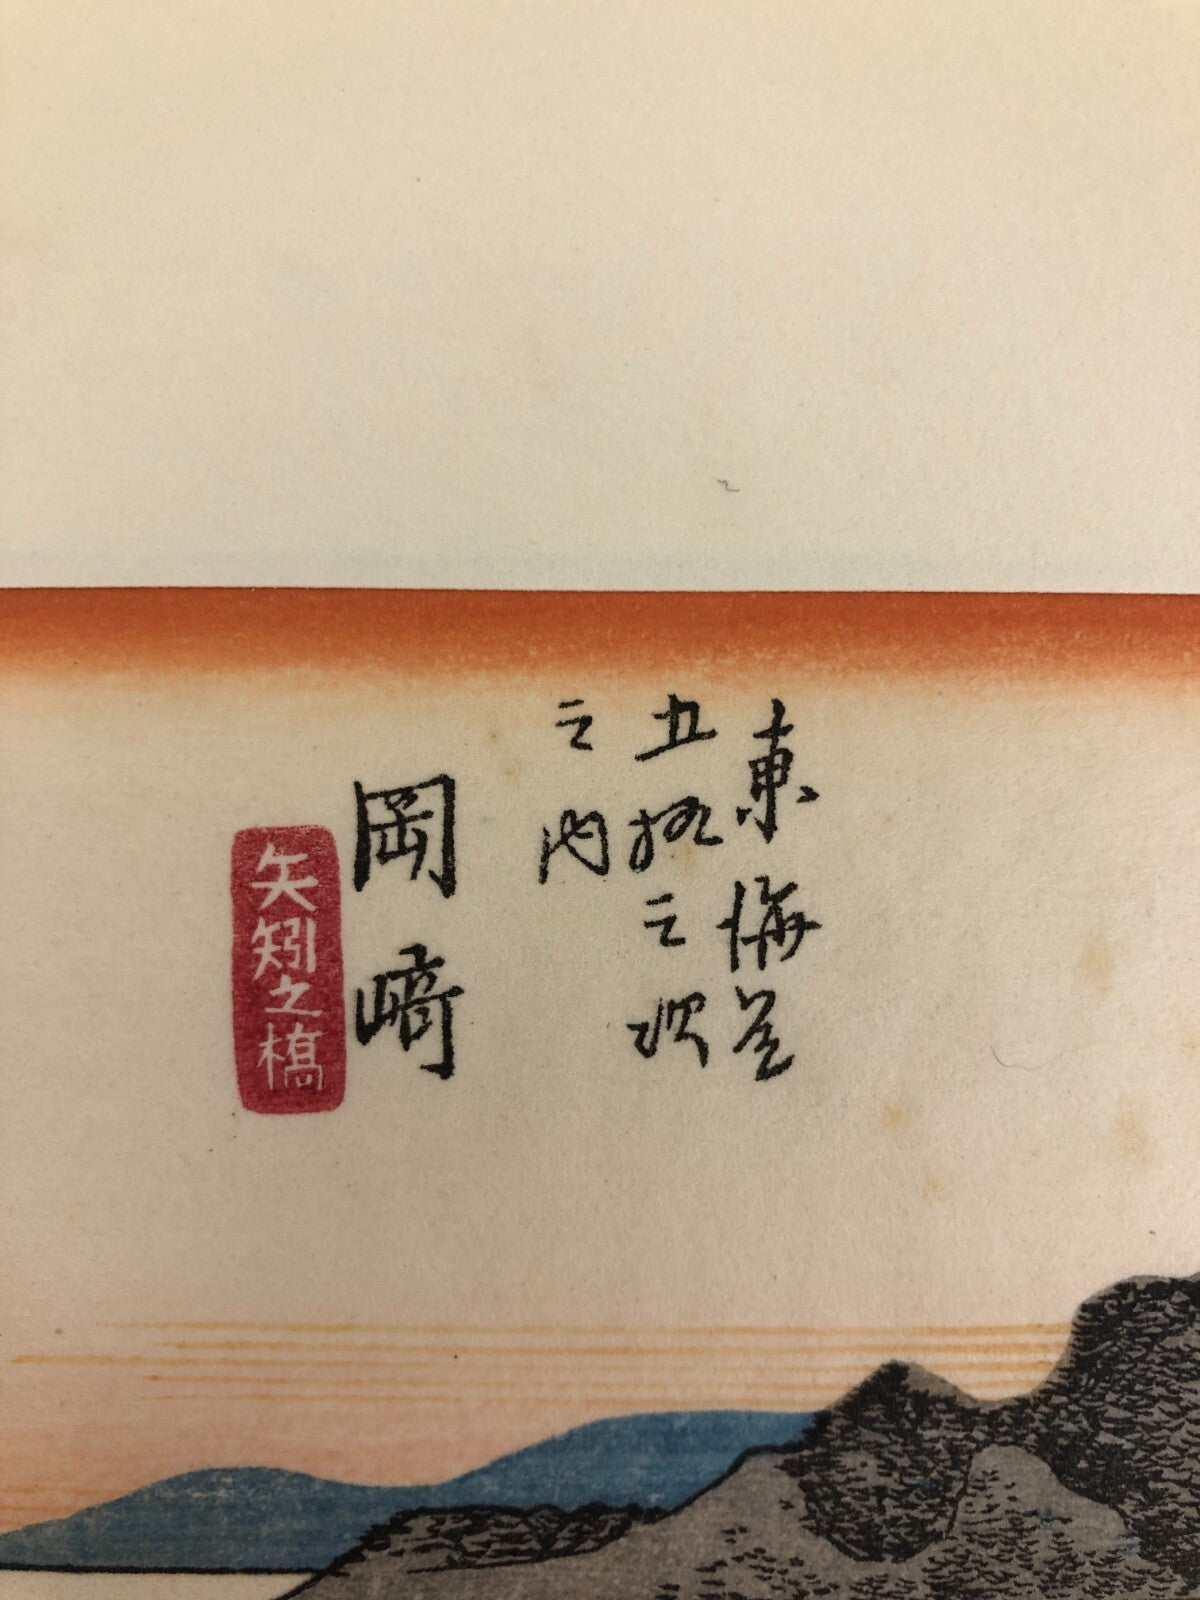 東海道
五拾三次
之内
岡崎
矢矧之橋